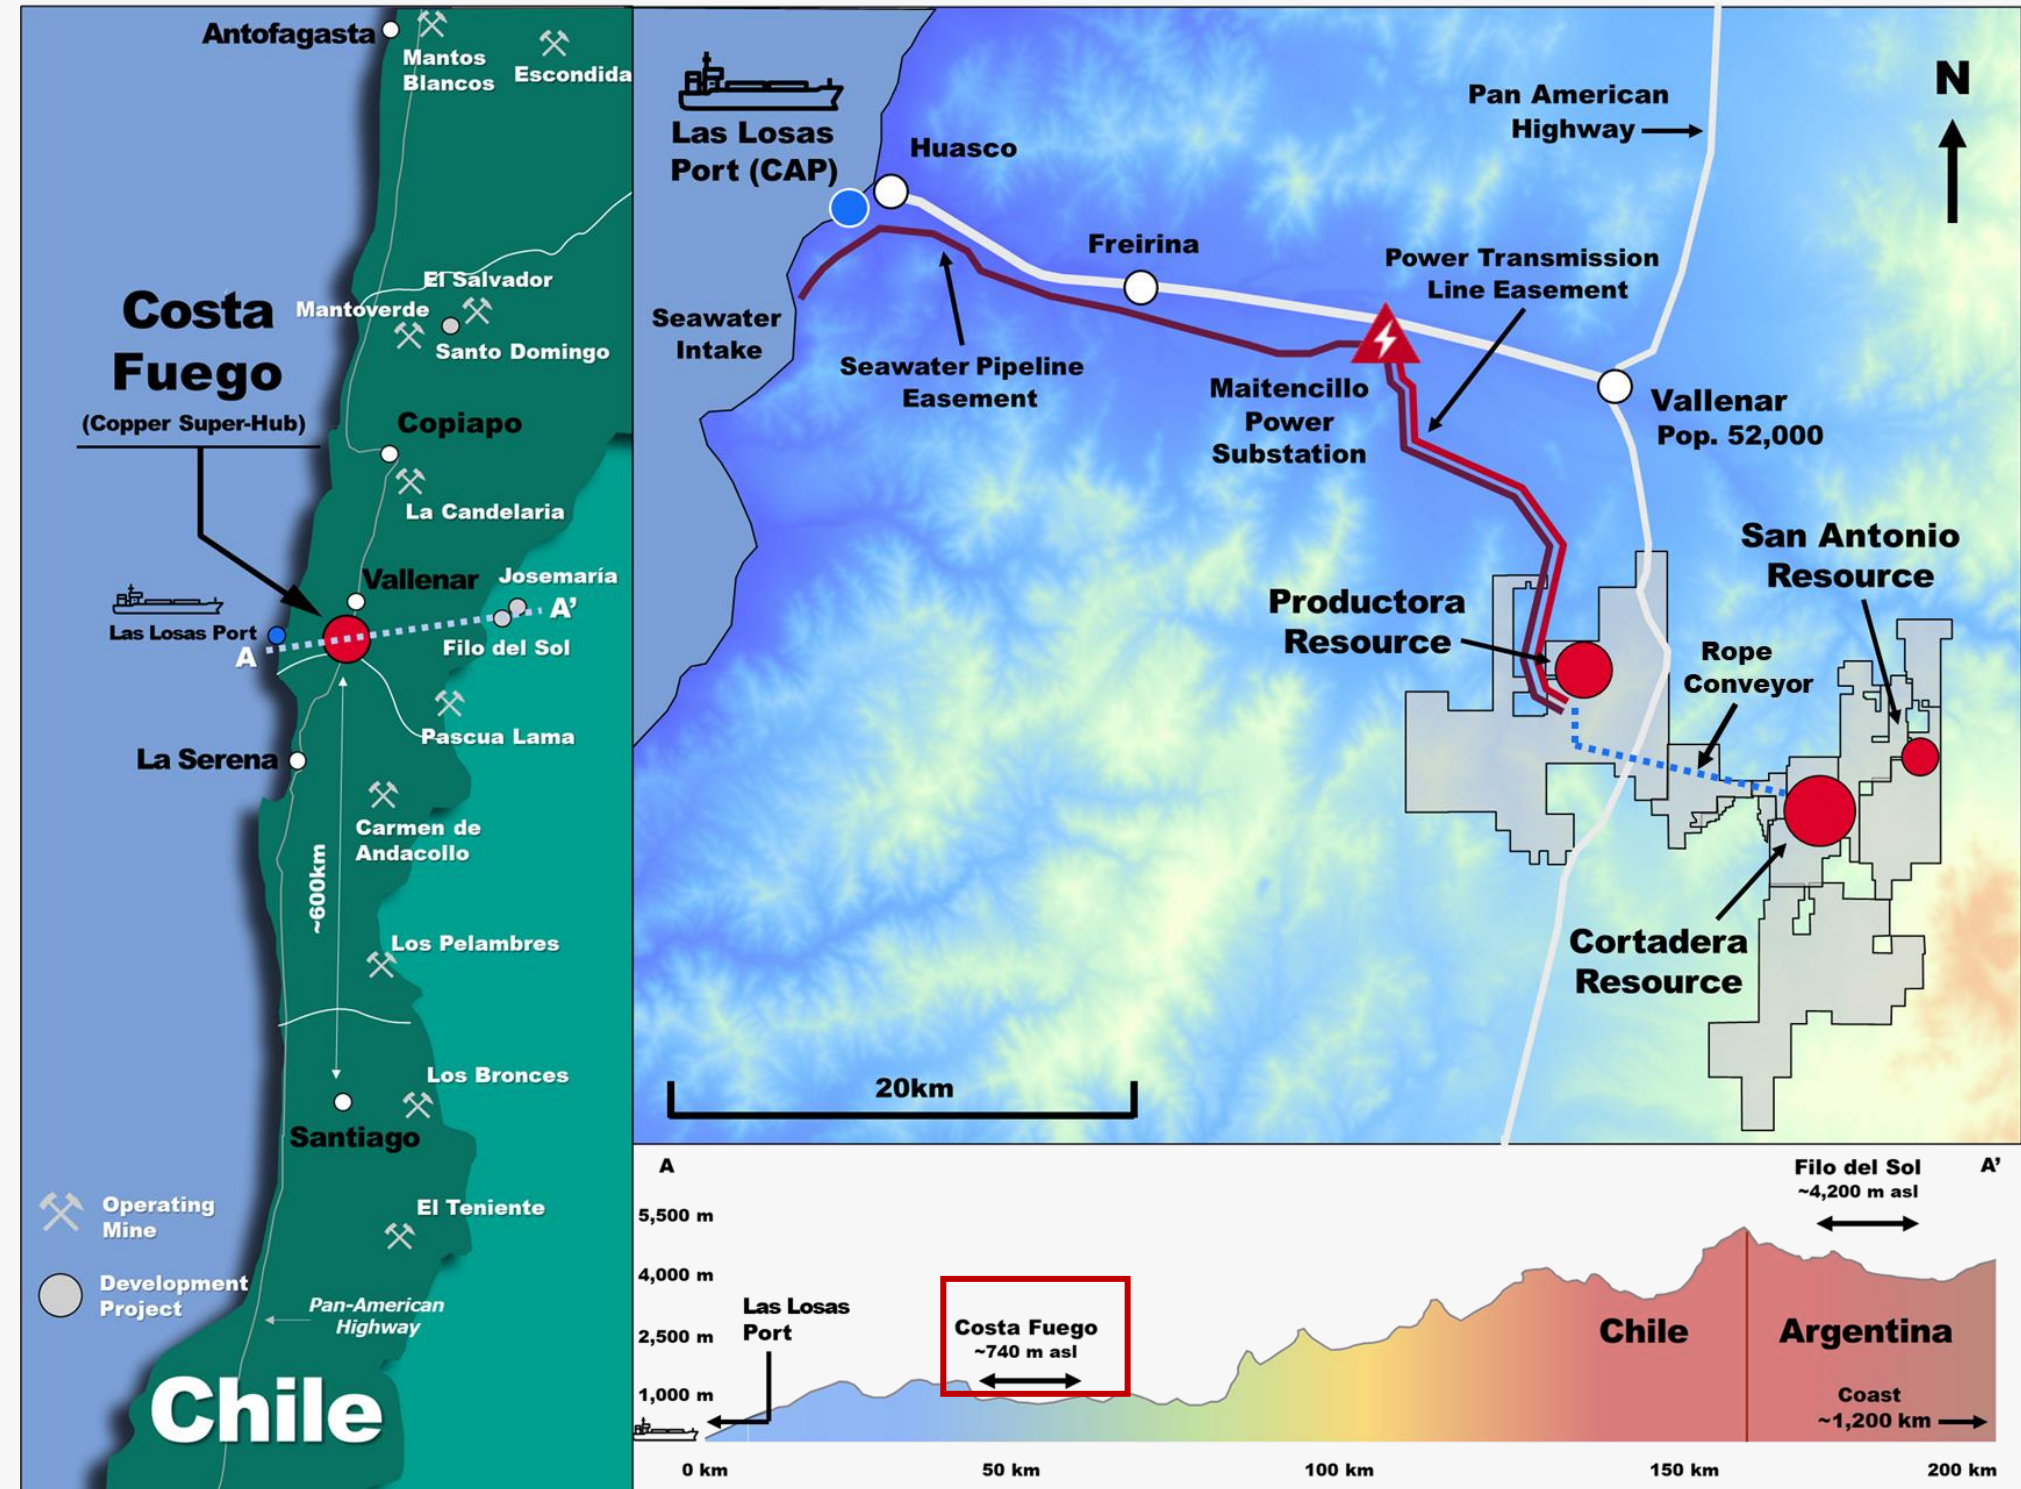 Antofagasta
Mantos
Blancos
Escondida
El Salvador
Mantoverde
Santo Domingo
Costa
Fuego
(Copper Super-Hub)
Copiapo
La Candelaria
Vallenar
Josemaría
A'
Las Losas Port
A
Filo del Sol
Pascua Lama
La Serena
Carmen de
Andacollo
~600km
Los Pelambres
Los Bronces
Santiago
El Teniente
Operating
Mine
Development
Project
Pan-American
Highway
Chile
Las Losas
Port (CAP)
Huasco
Pan American
Highway
N
Freirina
Power Transmission
Line Easement
Seawater
Intake
Seawater Pipeline
Easement
Maitencillo
Power
Substation
Vallenar
Pop. 52,000
San Antonio
Resource
Productora
Resource
Rope
Conveyor
Cortadera
Resource
20km
A
Filo del Sol
~4,200 m asl
A'
5,500 m
4,000 m
2,500 m
1,000 m
Las Losas
Port
Costa Fuego
~740 m asl
Chile
Argentina
Coast
~1,200 km
0 km
50 km
100 km
150 km
200 km